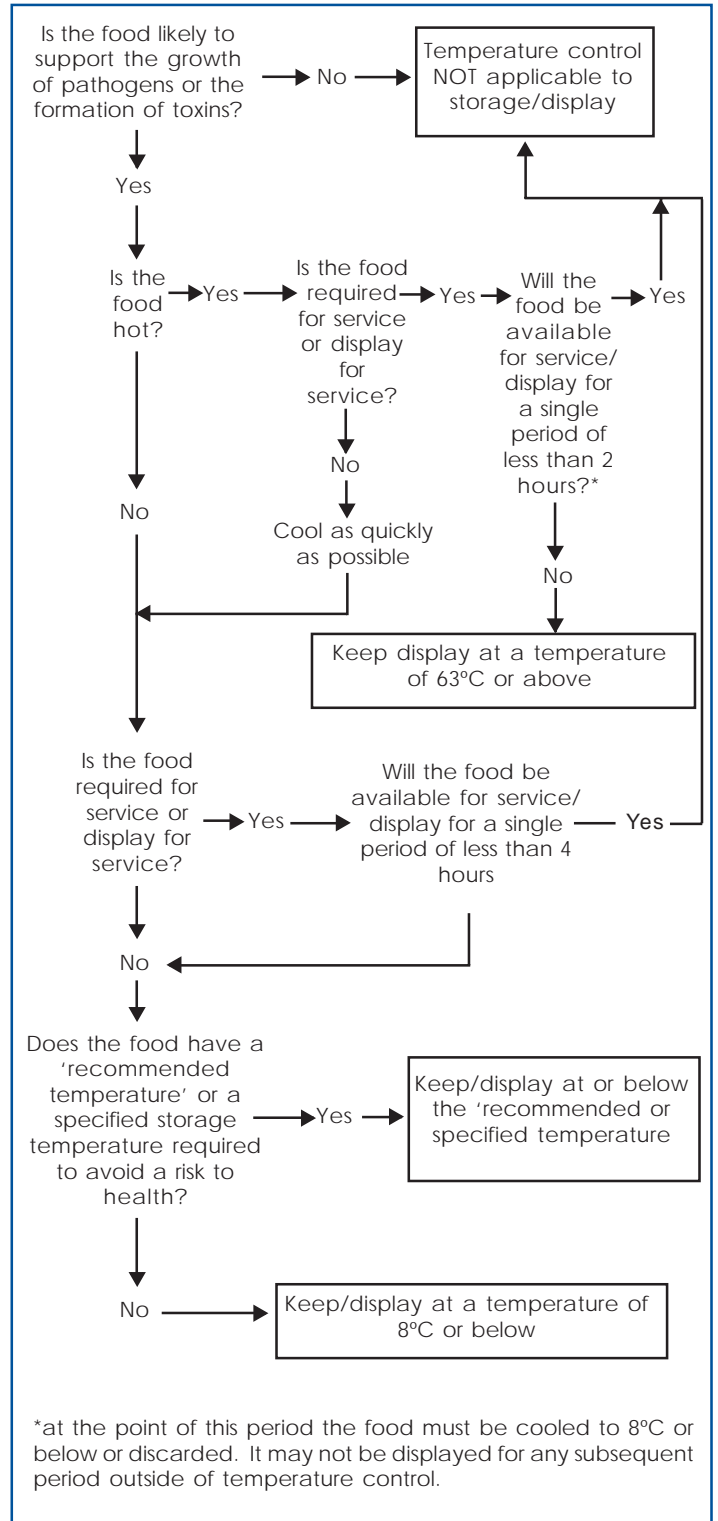 Is the food likely to
support the growth
of pathogens or the
formation of toxins?
No
Temperature control
NOT applicable to
storage/display
Yes
Is the
food
hot?
Yes
Is the food
required
for service
or display
for
service?
Yes
Will the
food be
available
for service/
display for
a single
period of
less than 2
hours?*
Yes
No
No
Cool as quickly
as possible
No
Keep display at a temperature
of 63ºC or above
Is the food
required for
service or
display for
service?
Yes
Will the food be
available for service/
display for a single
period of less than 4
hours
Yes
No
Does the food have a
‘recommended
temperature’ or a
specified storage
temperature required
to avoid a risk to
health?
Yes
Keep/display at or below
the ‘recommended or
specified temperature
No
Keep/display at a temperature of
8ºC or below
*at the point of this period the food must be cooled to 8ºC or
below or discarded. It may not be displayed for any subsequent
period outside of temperature control.